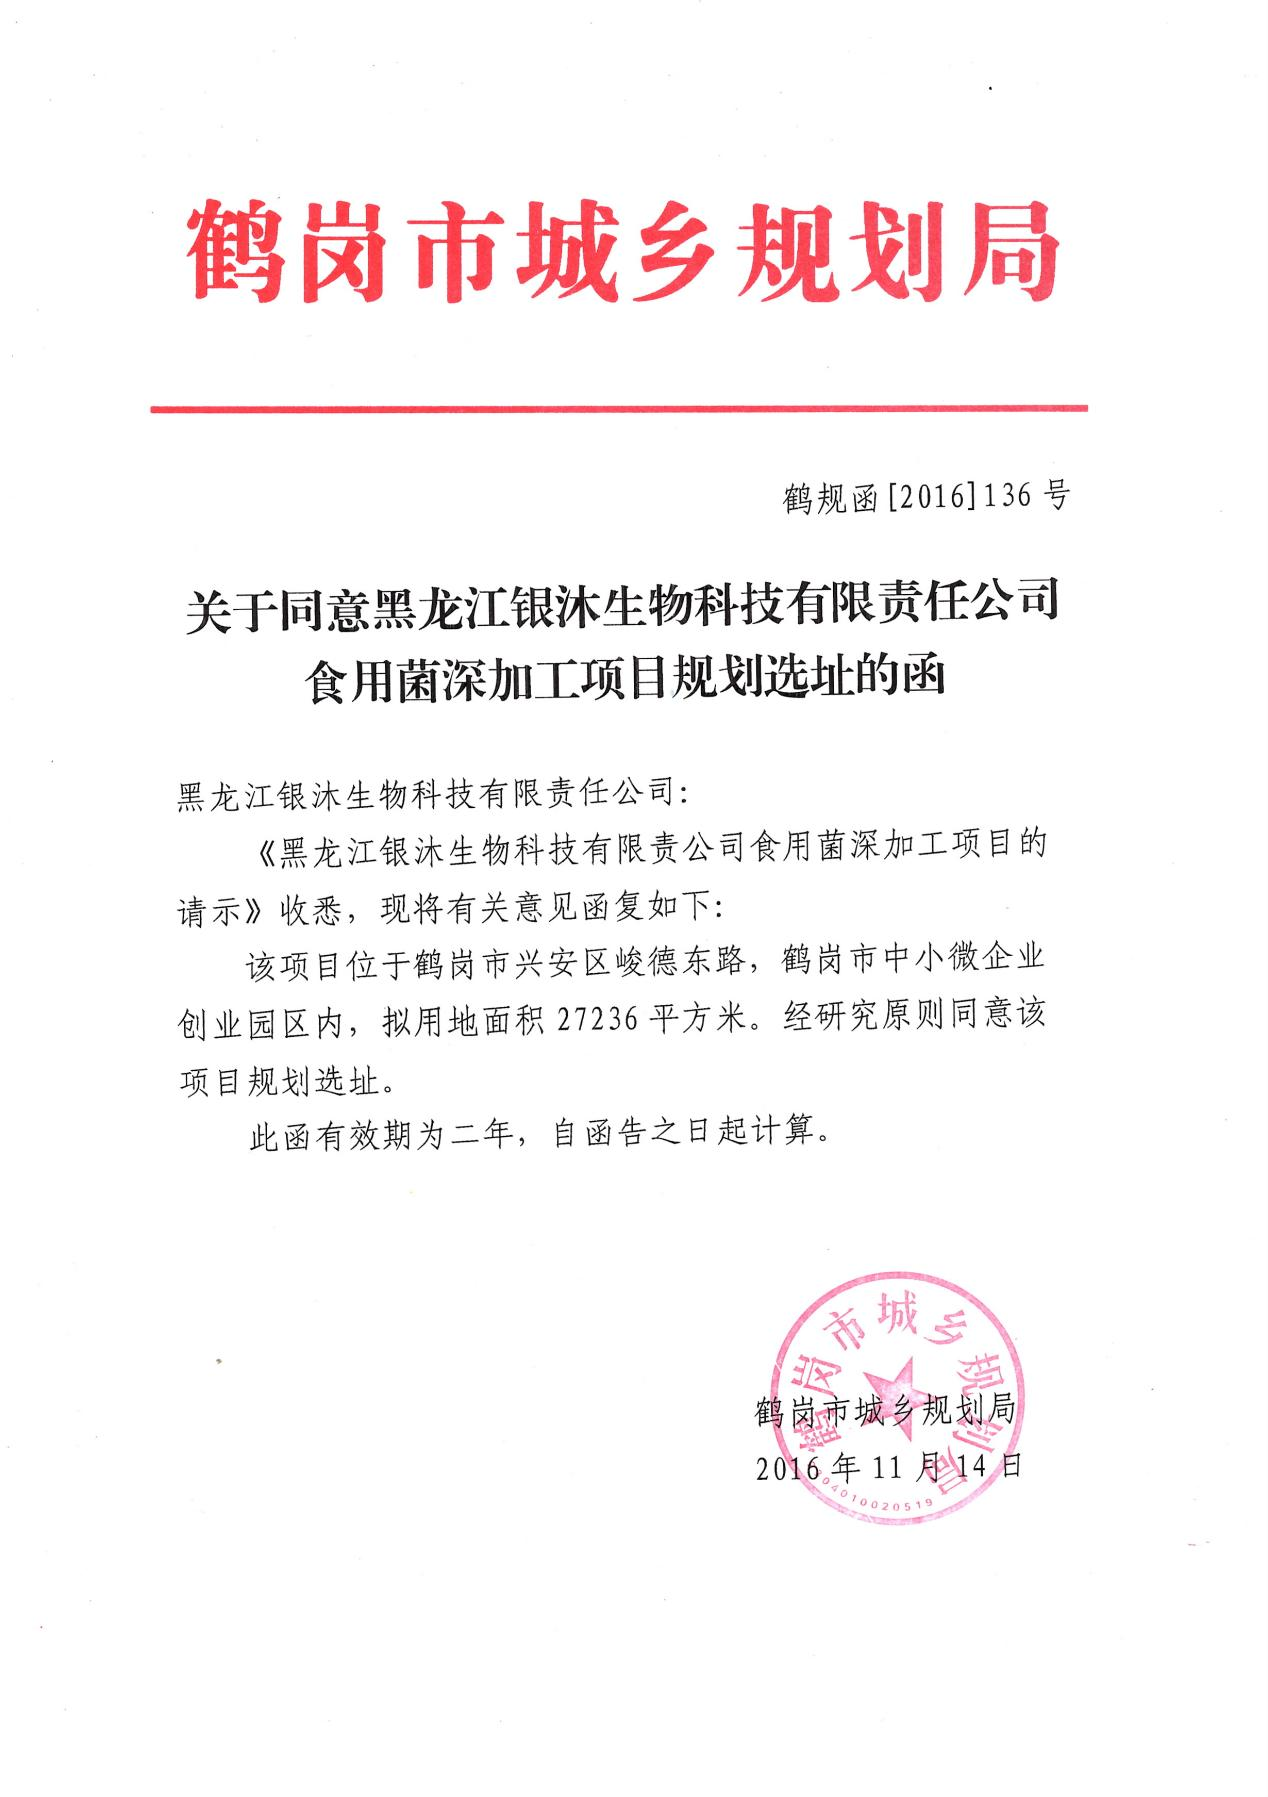 鹤岗市城乡规划局
鹤规函[2016]136号
关于同意黑龙江银沐生物科技有限责任公司
食用菌深加工项目规划选址的函
黑龙江银沐生物科技有限责任公司:
《黑龙江银沐生物科技有限责公司食用菌深加工项目的
请示》收悉，现将有关意见函复如下:
该项目位于鹤岗市兴安区峻德东路，鹤岗市中小微企业
创业园区内，拟用地面积27236平方米。经研究原则同意该
项目规划选址。
此函有效期为二年，自函告之日起计算。
鹤岗市城乡规划局
鹤岗市城乡规划局
2016年11月14日